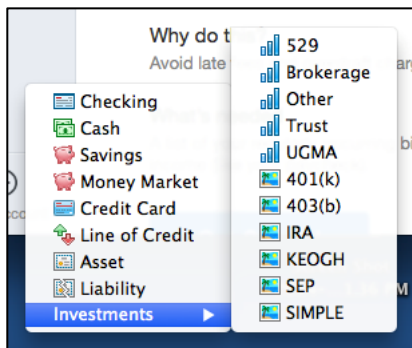 Why do th
Avoid late
Checking
Cash
Savings
Money Market
Credit Card
Line of Credit
Asset
Liability
Investments
529
Brokerage
Other
Trust
UGMA
401(k)
403(b)
IRA
KEOGH
SEP
SIMPLE